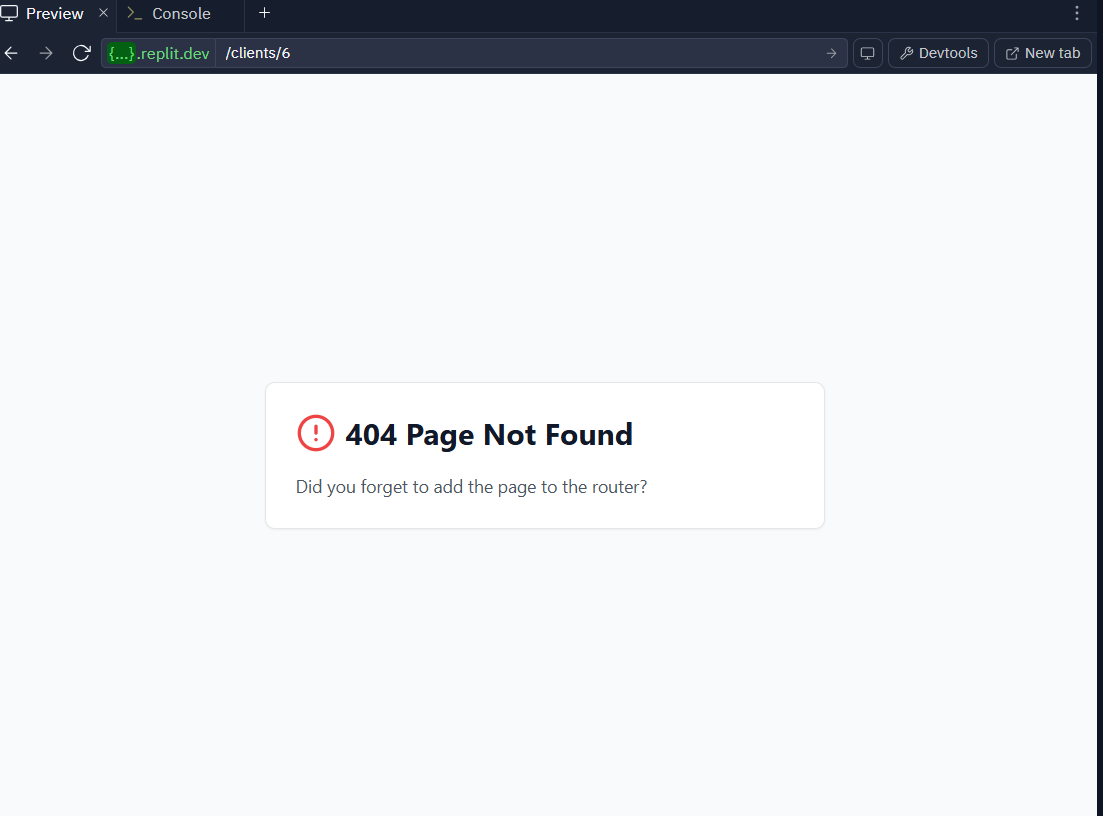 Preview
Console
{...}.replit.dev /clients/6
Devtools
New tab
404 Page Not Found
Did you forget to add the page to the router?